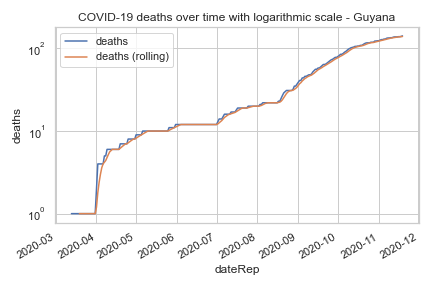 COVID-19 deaths over time with logarithmic scale - Guyana
deaths
deaths (rolling)
10²
10¹
10⁰
deaths
2020-03
2020-04
2020-05
2020-06
2020-07
2020-08
2020-09
2020-10
2020-11
2020-12
dateRep